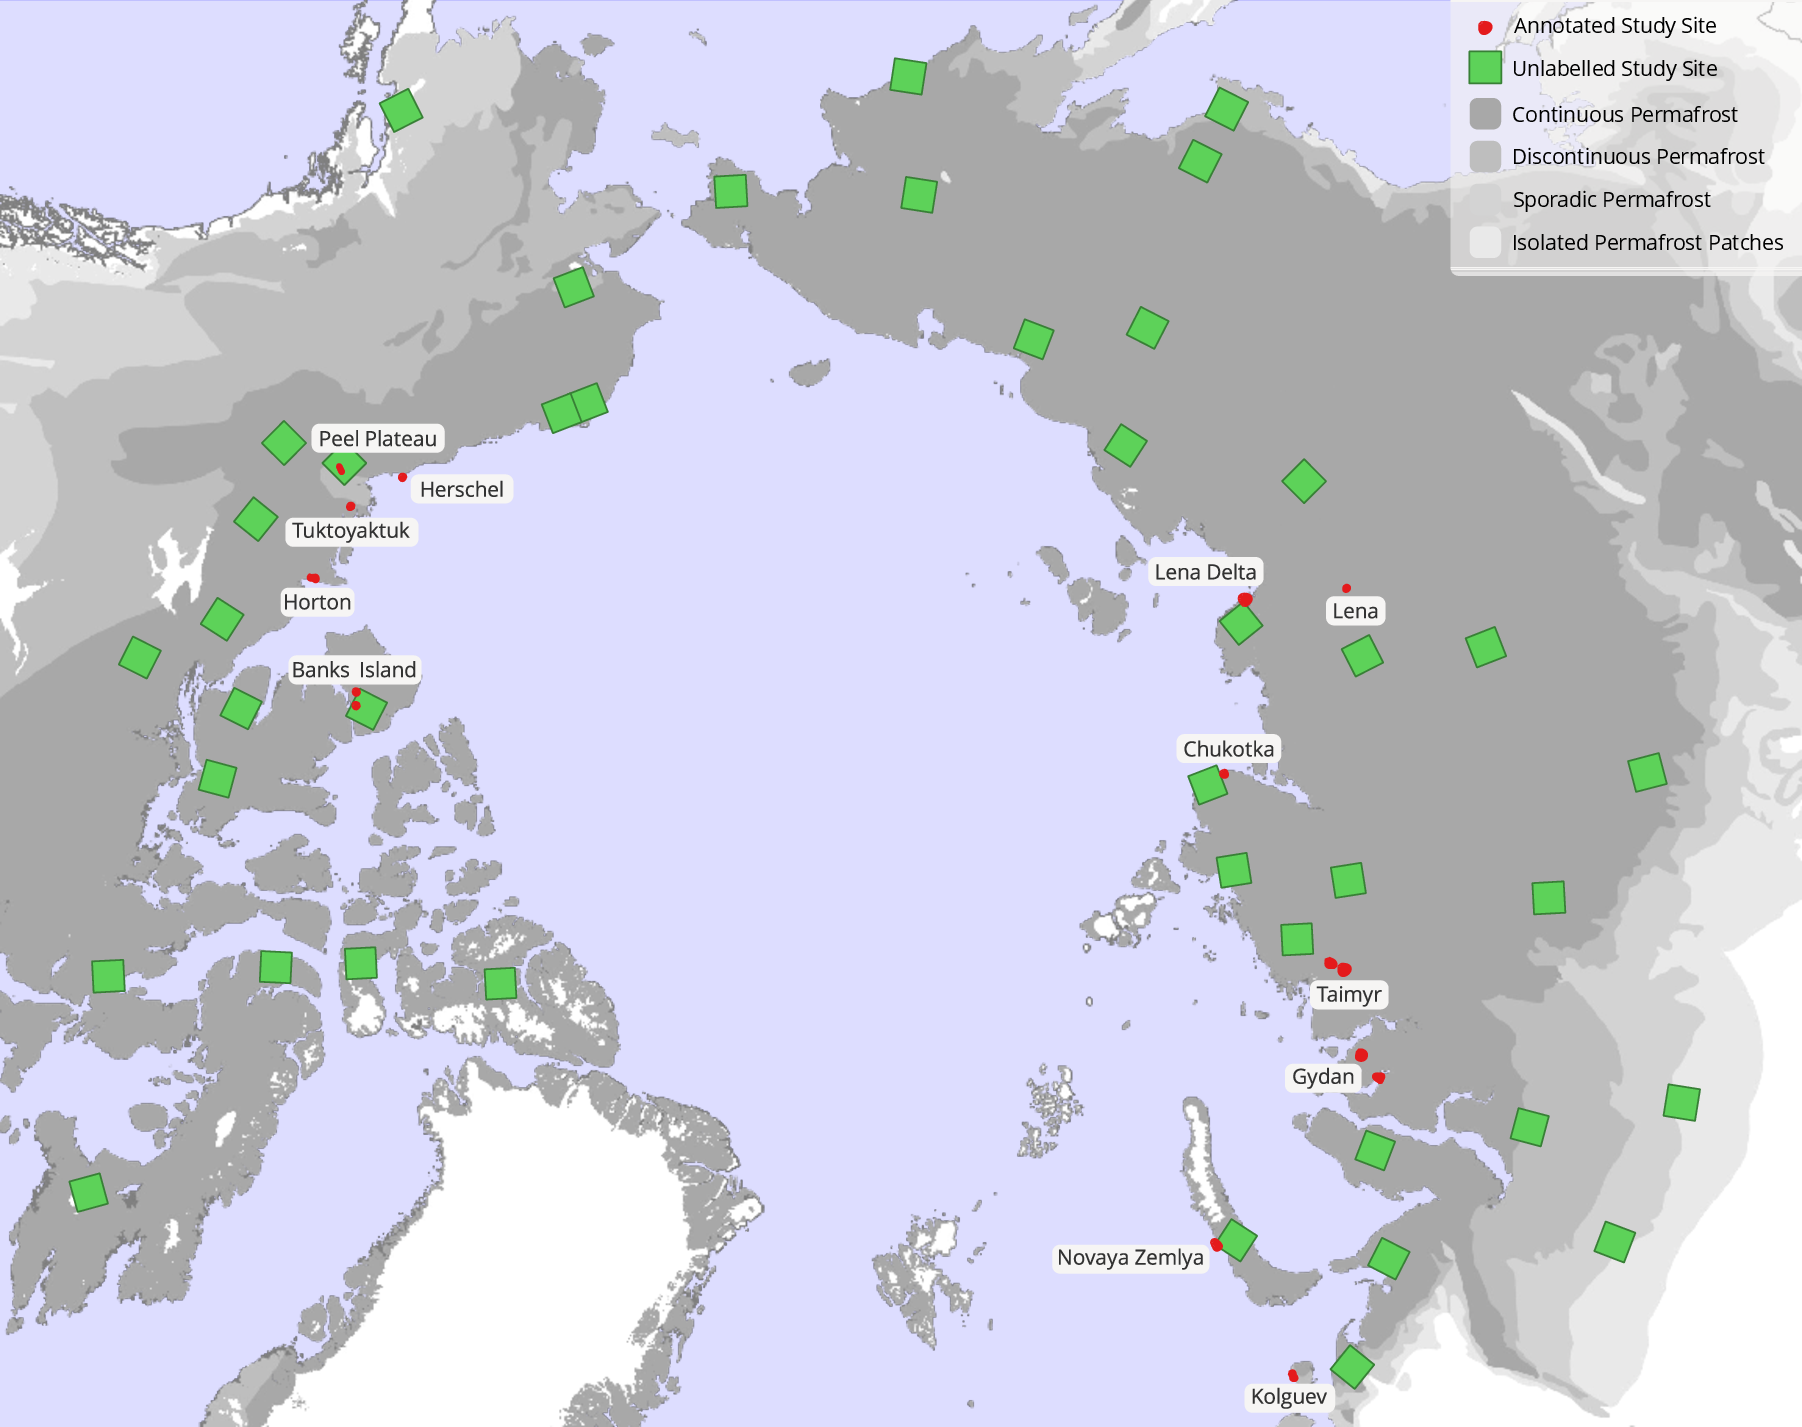 Annotated Study Site
Unlabelled Study Site
Continuous Permafrost
Discontinuous Permafrost
Sporadic Permafrost
Isolated Permafrost Patches
Peel Plateau
Herschel
Tuktoyaktuk
Horton
Banks Island
Lena Delta
Lena
Chukotka
Taimyr
Gydan
Novaya Zemlya
Kolguev